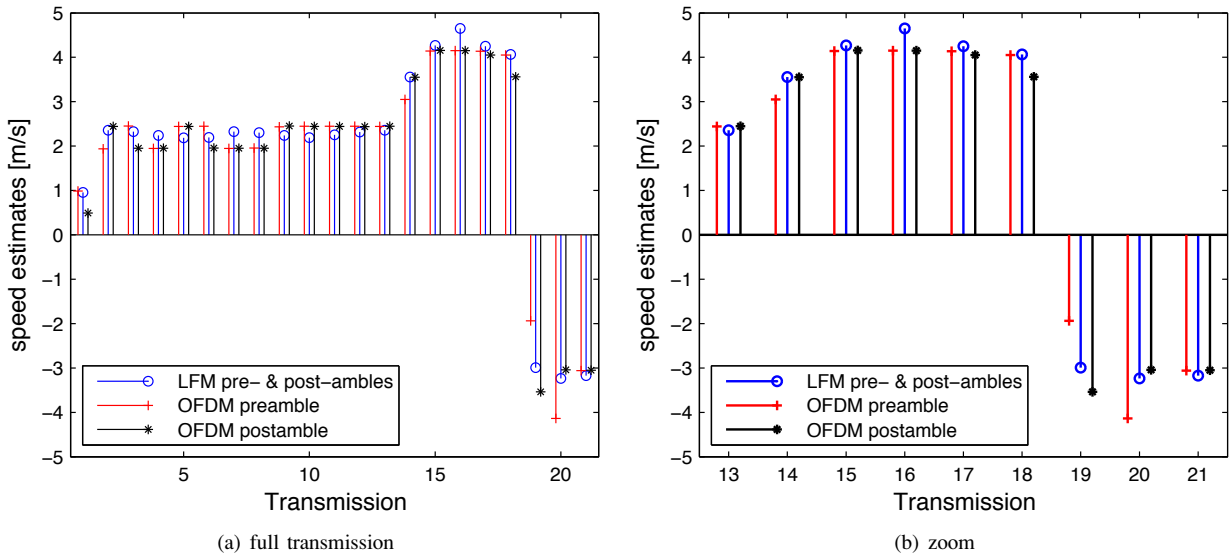 5
4
3
2
1
0
−1
−2
−3
−4
−5
speed estimates [m/s]
LFM pre− & post−ambles
OFDM preamble
OFDM postamble
5 10 15 20
Transmission
(a) full transmission
5
4
3
2
1
0
−1
−2
−3
−4
−5
speed estimates [m/s]
LFM pre− & post−ambles
OFDM preamble
OFDM postamble
13 14 15 16 17 18 19 20 21
Transmission
(b) zoom